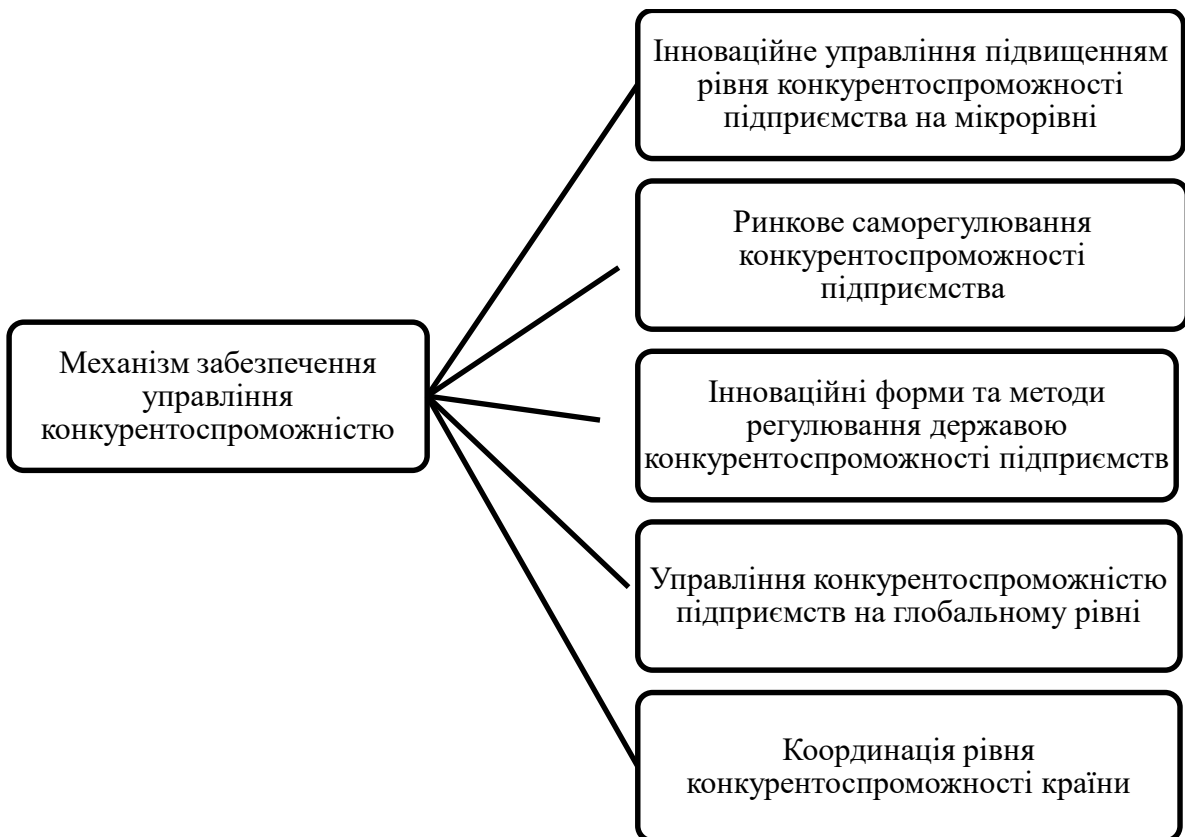 Інноваційне управління підвищенням
рівня конкурентоспроможності
підприємства на мікрорівні
Ринкове саморегулювання
конкурентоспроможності
підприємства
Механізм забезпечення
управління
конкурентоспроможністю
Інноваційні форми та методи
регулювання державою
конкурентоспроможності підприємств
Управління конкурентоспроможністю
підприємств на глобальному рівні
Координація рівня
конкурентоспроможності країни